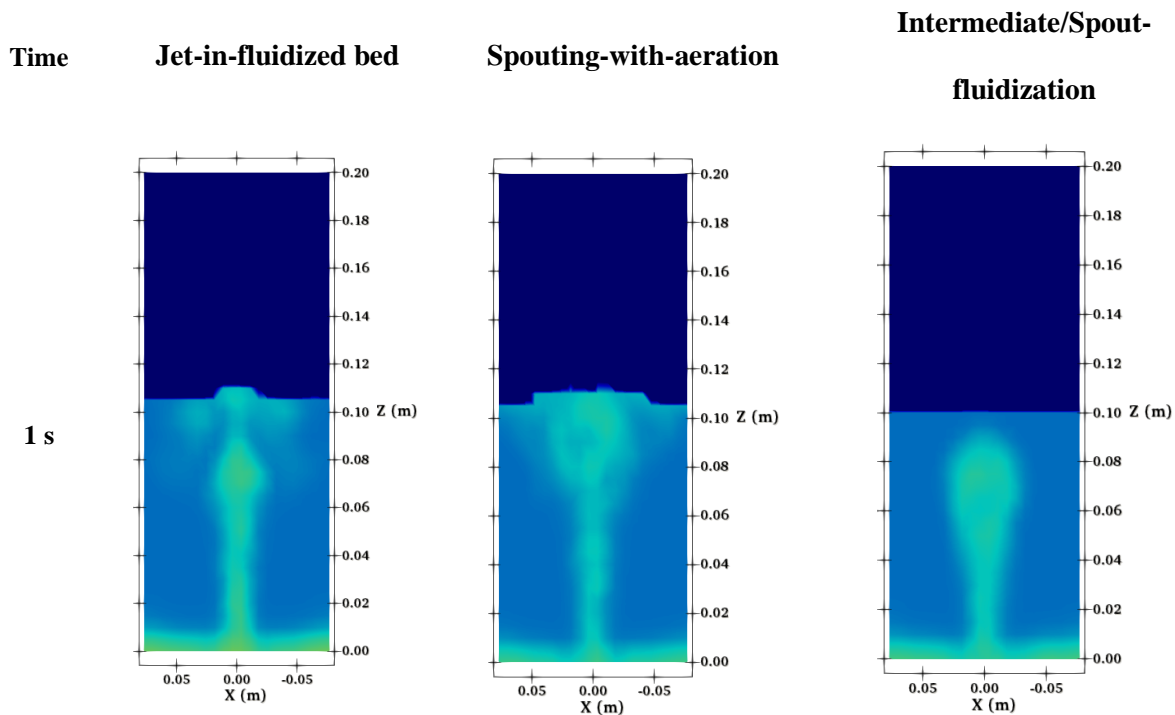 Time
Jet-in-fluidized bed
Spouting-with-aeration
Intermediate/Spout-
fluidization
1 s
0.20
0.18
0.16
0.14
0.12
0.10 Z (m)
0.08
0.06
0.04
0.02
0.00
0.05 0.00 -0.05
X (m)
0.20
0.18
0.16
0.14
0.12
0.10 Z (m)
0.08
0.06
0.04
0.02
0.00
0.05 0.00 -0.05
X (m)
0.20
0.18
0.16
0.14
0.12
0.10 Z (m)
0.08
0.06
0.04
0.02
0.00
0.05 0.00 -0.05
X (m)